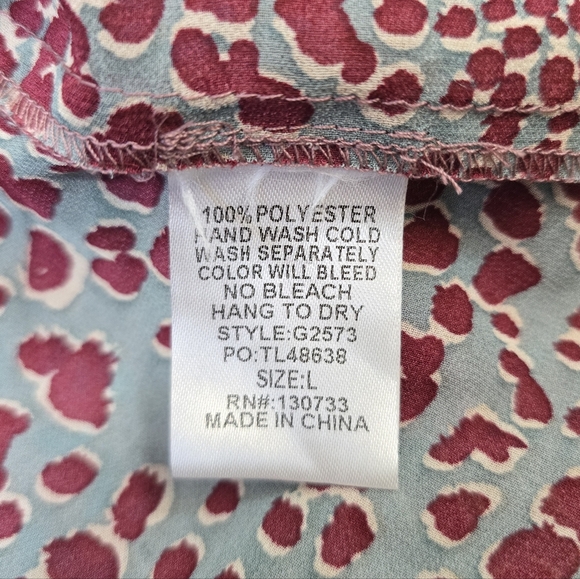 100% POLYESTER
HAND WASH COLD
WASH SEPARATELY
COLOR WILL BLEED
NO BLEACH
HANG TO DRY
STYLE:G2573
PO:TL48638
SIZE:L
RN#:130733
MADE IN CHINA